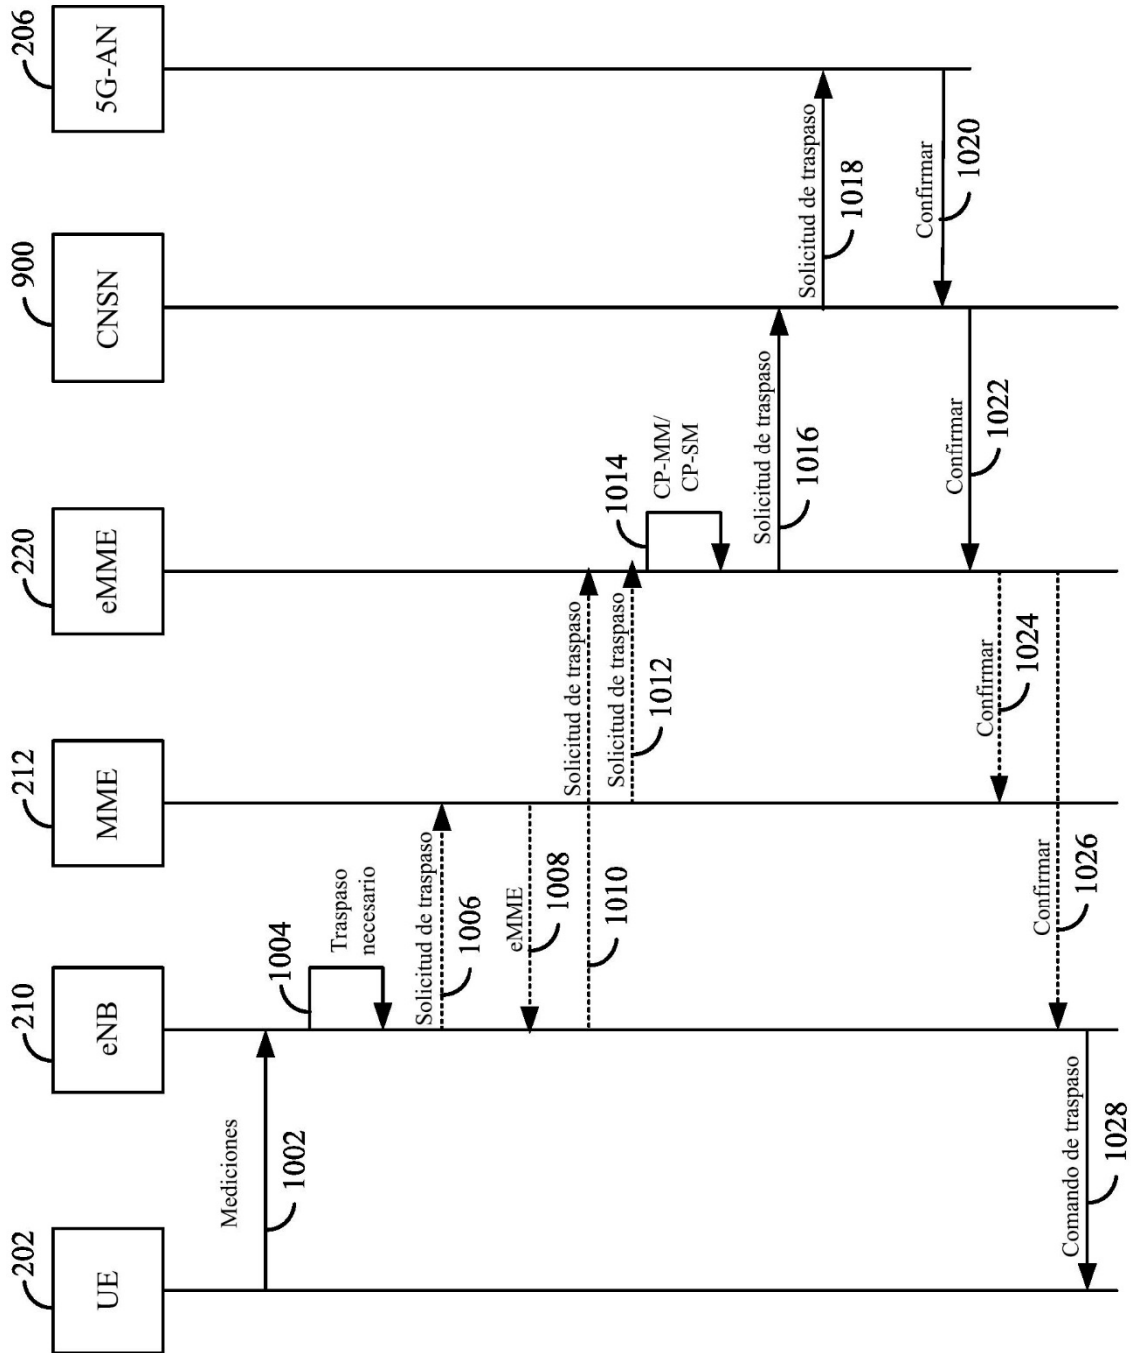 202
UE
210
eNB
212
MME
220
eMME
900
CNSN
206
5G-AN
Mediciones
1002
1004
Traspaso
necesario
Solicitud de traspaso
1006
eMME
1008
Solicitud de traspaso
1010
Solicitud de traspaso
1012
1014
CP-MM/
CP-SM
Solicitud de traspaso
1016
Solicitud de traspaso
1018
Confirmar
1020
Confirmar
1022
Confirmar
1024
Confirmar
1026
Comando de traspaso
1028